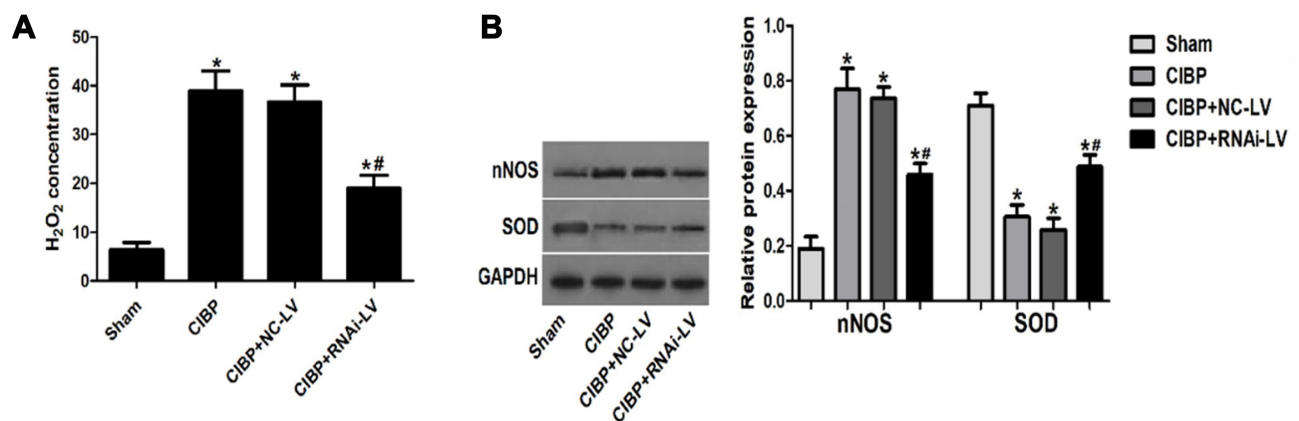 A
H₂O₂ concentration
50
40
30
20
10
0
*
*
*#
Sham
CIBP
CIBP+NC-LV
CIBP+RNAi-LV
B
nNOS
SOD
GAPDH
Sham
CIBP
CIBP+NC-LV
CIBP+RNAi-LV
Relative protein expression
1.0
0.8
0.6
0.4
0.2
0.0
*
*
*#
*
*
*#
nNOS
SOD
Sham
CIBP
CIBP+NC-LV
CIBP+RNAi-LV